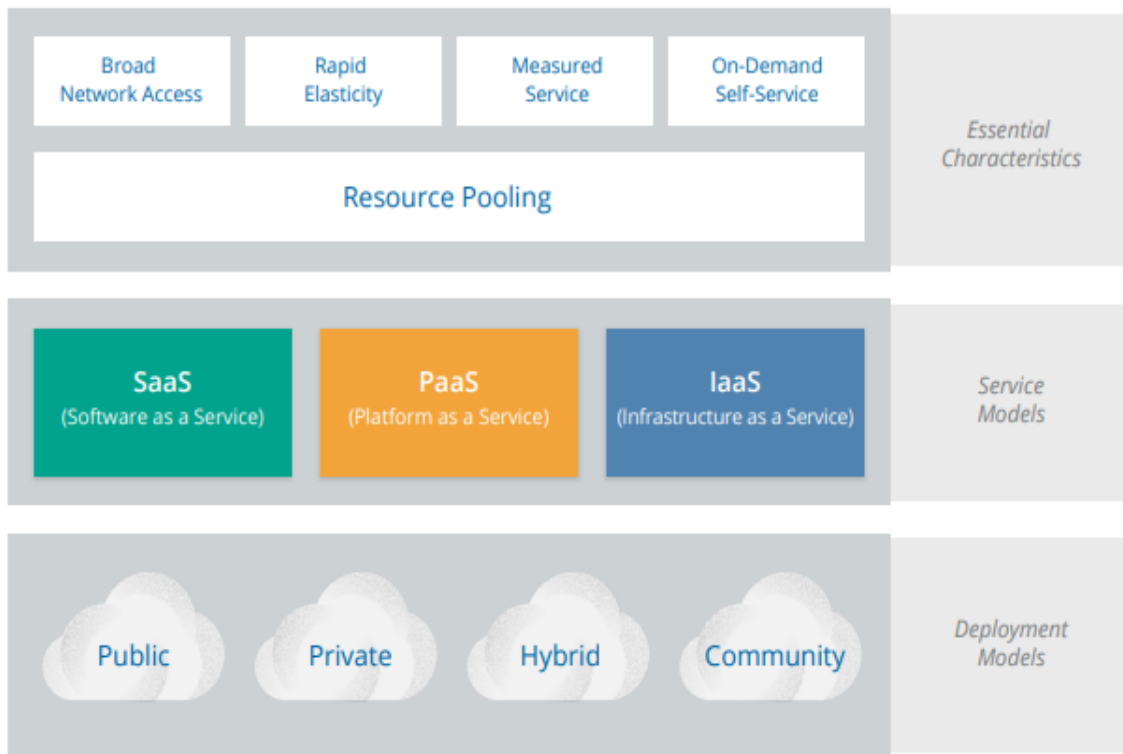 Broad
Network Access
Rapid
Elasticity
Measured
Service
On-Demand
Self-Service
Resource Pooling
Essential
Characteristics
SaaS
(Software as a Service)
PaaS
(Platform as a Service)
IaaS
(Infrastructure as a Service)
Service
Models
Public
Private
Hybrid
Community
Deployment
Models